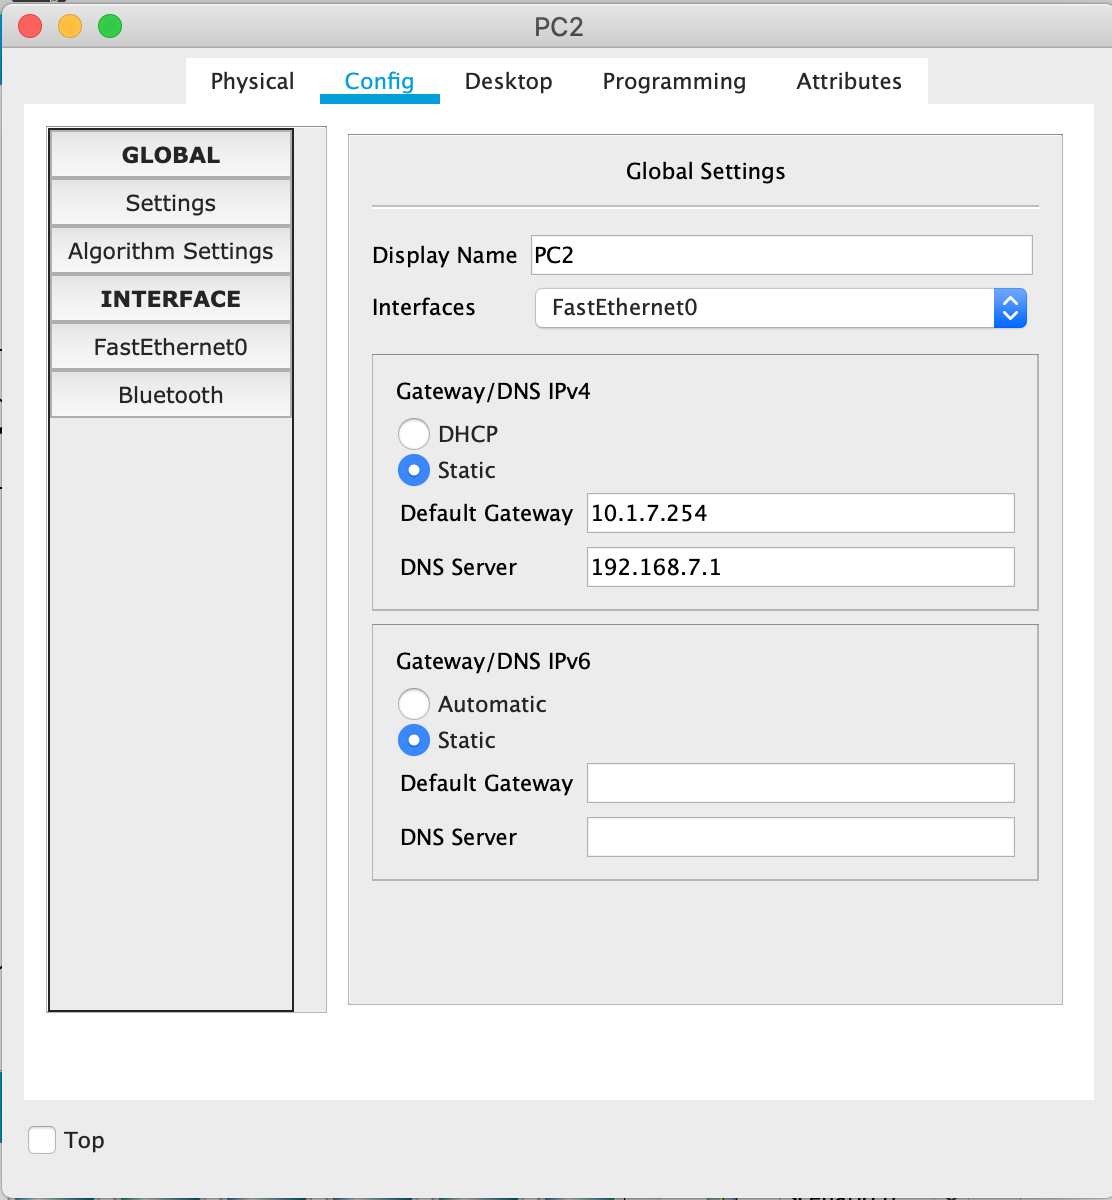 PC2
Physical Config Desktop Programming Attributes
GLOBAL
Settings
Algorithm Settings
INTERFACE
FastEthernet0
Bluetooth
Global Settings
Display Name PC2
Interfaces FastEthernet0
Gateway/DNS IPv4
DHCP
Static
Default Gateway 10.1.7.254
DNS Server 192.168.7.1
Gateway/DNS IPv6
Automatic
Static
Default Gateway
DNS Server
Top